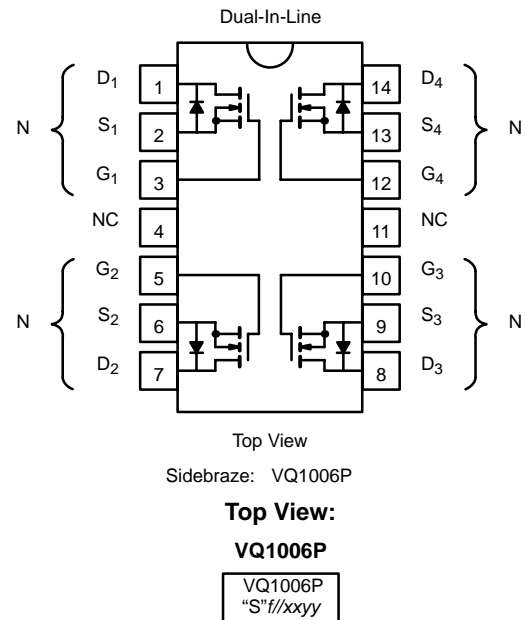 Dual-In-Line
D1 1 14 D4
N S1 2 13 S4 N
G1 3 12 G4
NC 4 11 NC
G2 5 10 G3
N S2 6 9 S3 N
D2 7 8 D3
Top View
Sidebraze: VQ1006P
Top View:
VQ1006P
VQ1006P
“S”f//xxyy